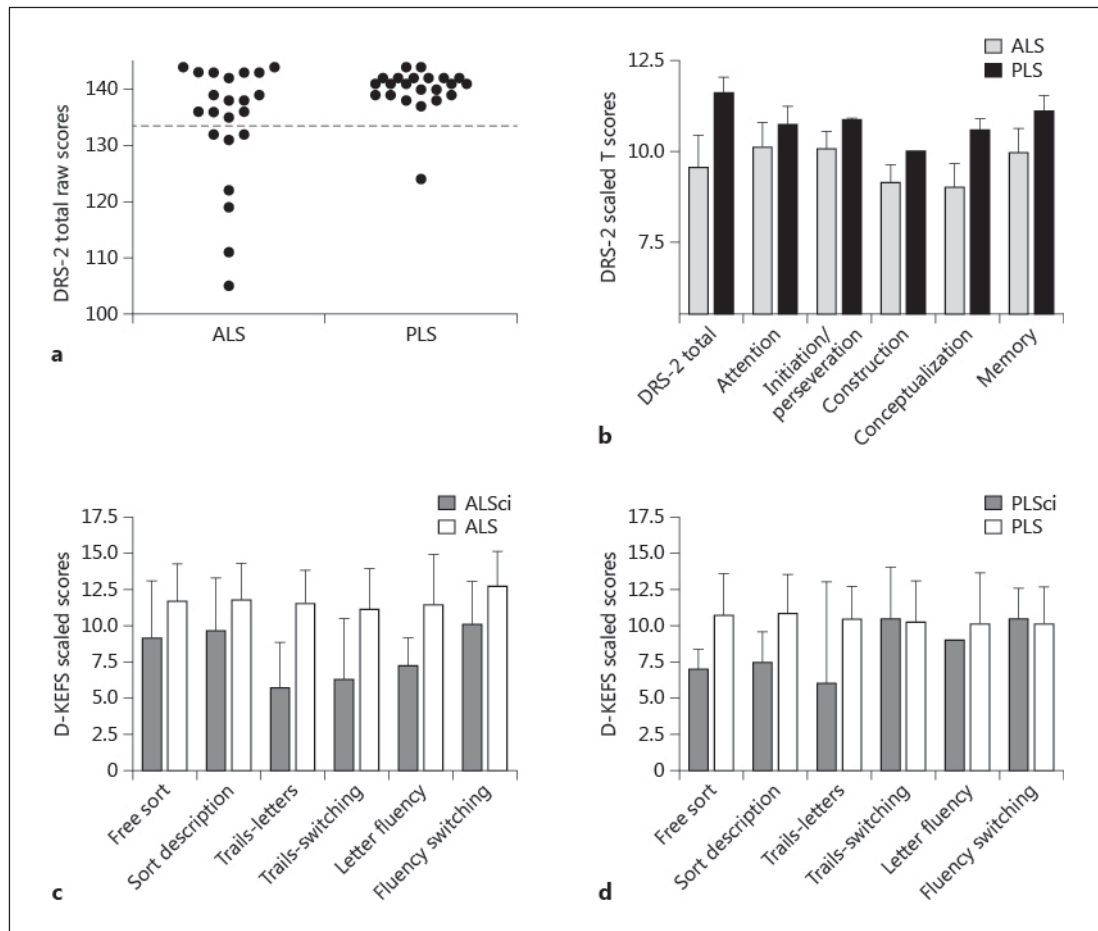 140
130
120
110
100
DRS-2 total raw scores
ALS
PLS
a
ALS
PLS
12.5
10.0
7.5
DRS-2 scaled T scores
DRS-2 total
Attention
Initiation/
perseveration
Construction
Conceptualization
Memory
b
ALSci
ALS
17.5
15.0
12.5
10.0
7.5
5.0
2.5
0
D-KEFS scaled scores
Free sort
Sort description
Trails-letters
Trails-switching
Letter fluency
Fluency switching
c
PLSci
PLS
17.5
15.0
12.5
10.0
7.5
5.0
2.5
0
D-KEFS scaled scores
Free sort
Sort description
Trails-letters
Trails-switching
Letter fluency
Fluency switching
d